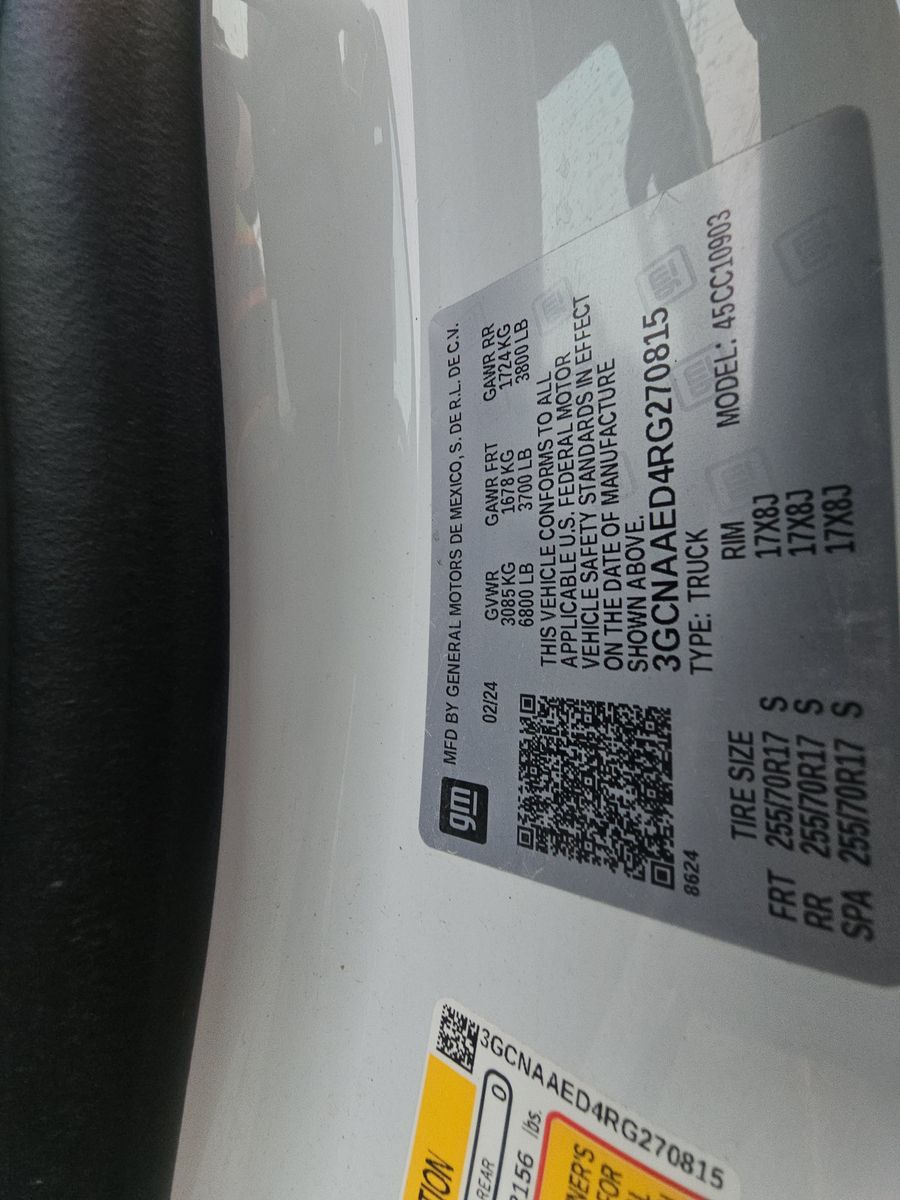 gm MFD BY GENERAL MOTORS DE MEXICO, S. DE R.L. DE C.V.
02/24 GVWR GAWR FRT GAWR RR
3085 KG 1678 KG 1724 KG
6800 LB 3700 LB 3800 LB
THIS VEHICLE CONFORMS TO ALL
APPLICABLE U.S. FEDERAL MOTOR
VEHICLE SAFETY STANDARDS IN EFFECT
ON THE DATE OF MANUFACTURE
SHOWN ABOVE.
3GCNAAED4RG270815
8624 TYPE: TRUCK MODEL: 45CC10903
TIRE SIZE RIM
FRT 255/70R17 S 17X8J
RR 255/70R17 S 17X8J
SPA 255/70R17 S 17X8J
3GCNAAED4RG270815
REAR 0
lbs.